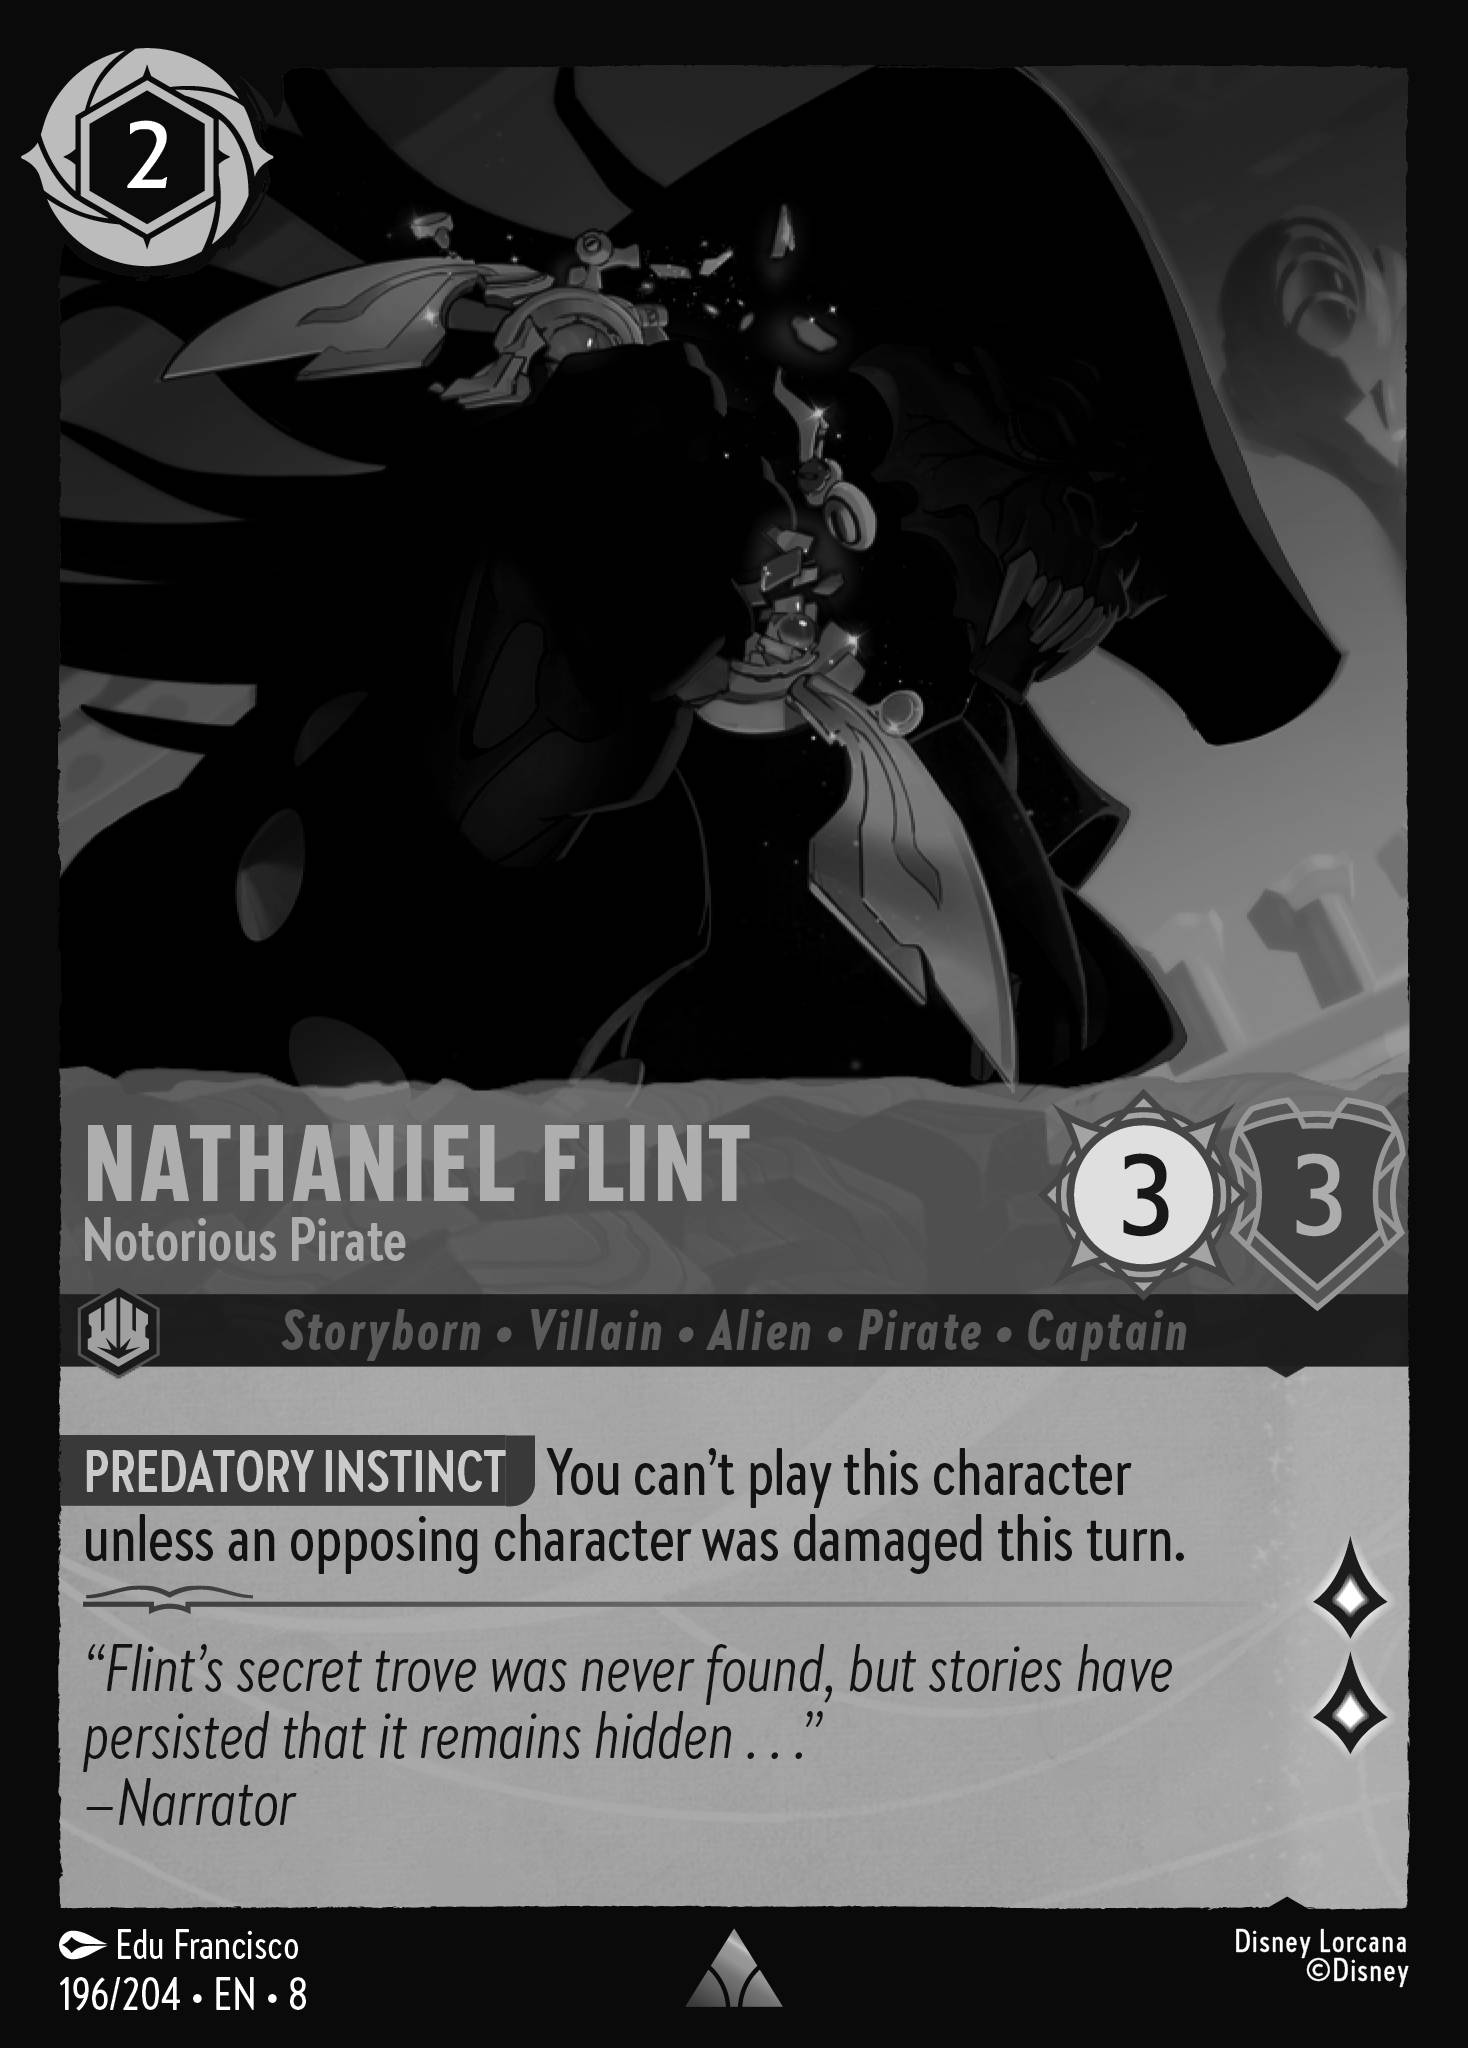 2
NATHANIEL FLINT
Notorious Pirate
3
3
Storyborn • Villain • Alien • Pirate • Captain
PREDATORY INSTINCT You can’t play this character
unless an opposing character was damaged this turn.
“Flint’s secret trove was never found, but stories have
persisted that it remains hidden . . .”
–Narrator
Edu Francisco
196/204 • EN • 8
Disney Lorcana
©Disney